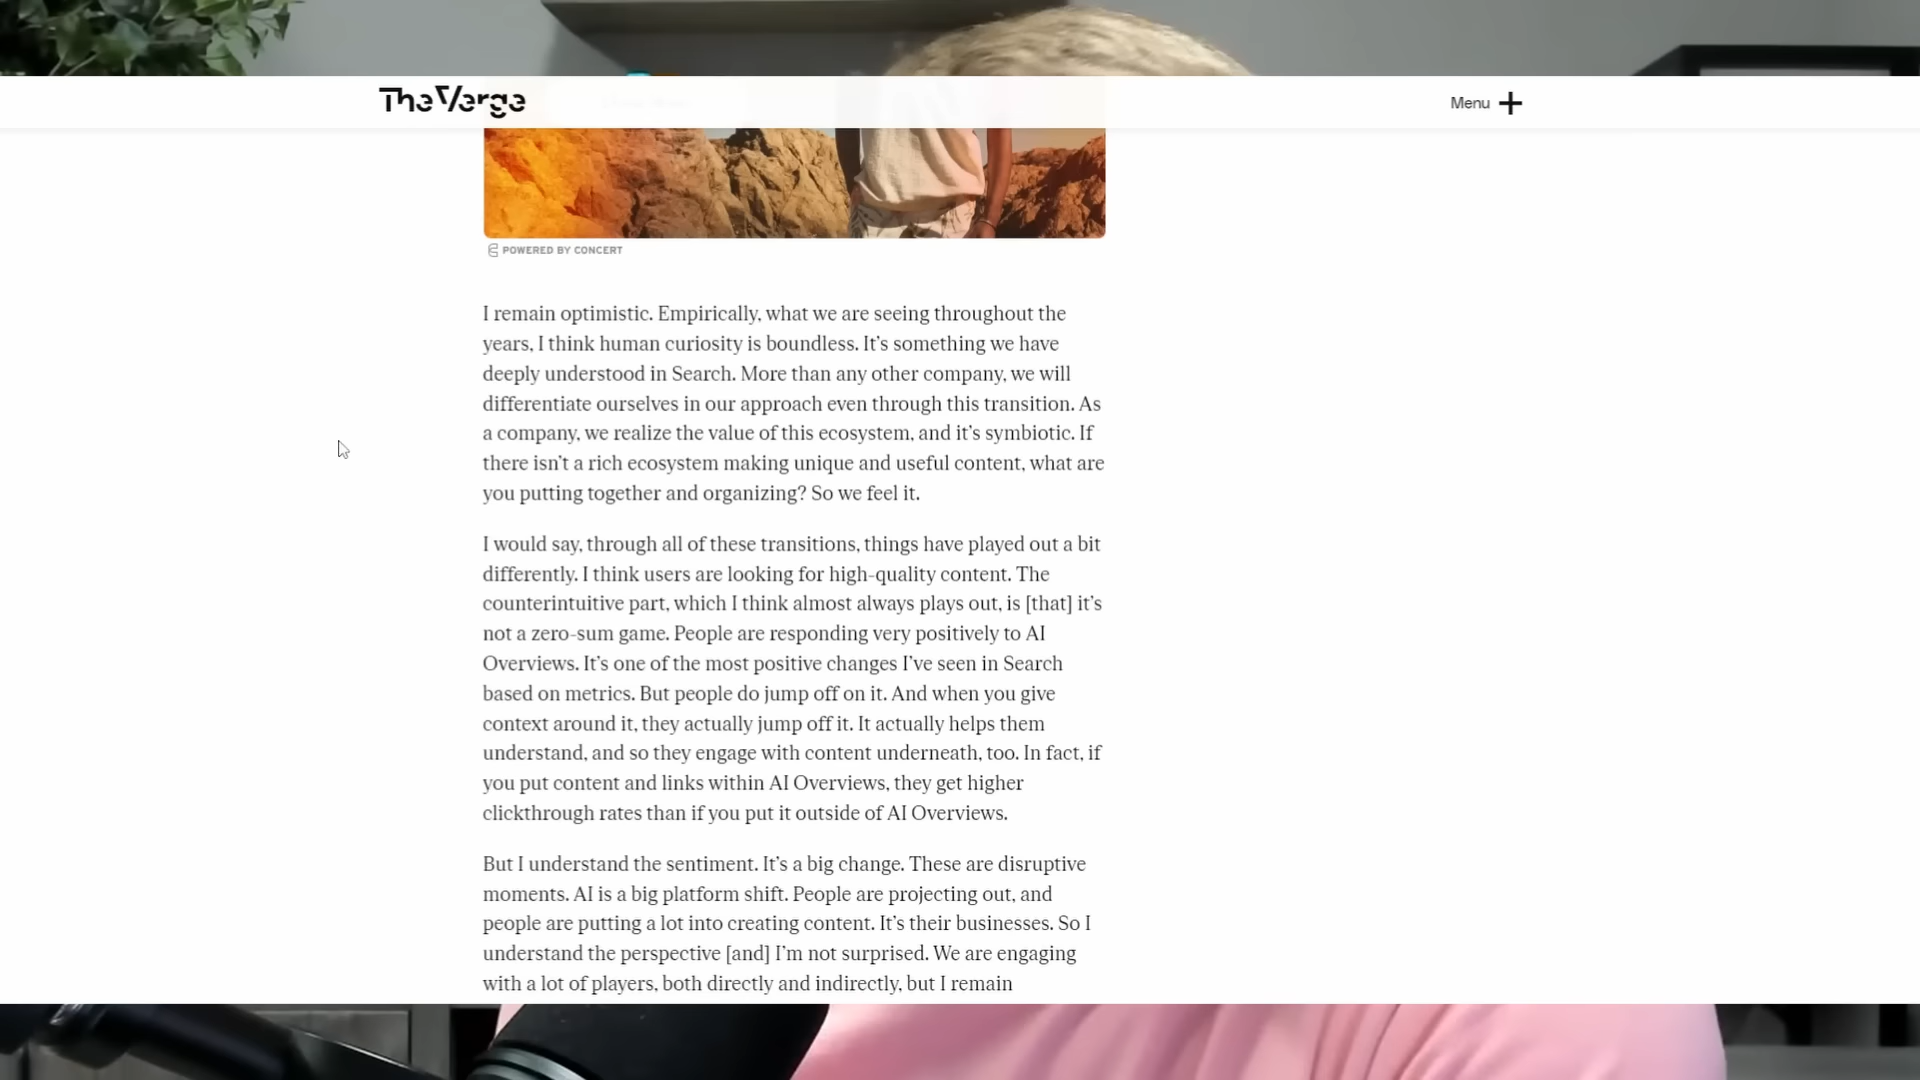 The Verge
Menu
POWERED BY CONCERT
I remain optimistic. Empirically, what we are seeing throughout the
years, I think human curiosity is boundless. It’s something we have
deeply understood in Search. More than any other company, we will
differentiate ourselves in our approach even through this transition. As
a company, we realize the value of this ecosystem, and it’s symbiotic. If
there isn’t a rich ecosystem making unique and useful content, what are
you putting together and organizing? So we feel it.
I would say, through all of these transitions, things have played out a bit
differently. I think users are looking for high-quality content. The
counterintuitive part, which I think almost always plays out, is [that] it’s
not a zero-sum game. People are responding very positively to AI
Overviews. It’s one of the most positive changes I’ve seen in Search
based on metrics. But people do jump off on it. And when you give
context around it, they actually jump off it. It actually helps them
understand, and so they engage with content underneath, too. In fact, if
you put content and links within AI Overviews, they get higher
clickthrough rates than if you put it outside of AI Overviews.
But I understand the sentiment. It’s a big change. These are disruptive
moments. AI is a big platform shift. People are projecting out, and
people are putting a lot into creating content. It’s their businesses. So I
understand the perspective [and] I’m not surprised. We are engaging
with a lot of players, both directly and indirectly, but I remain